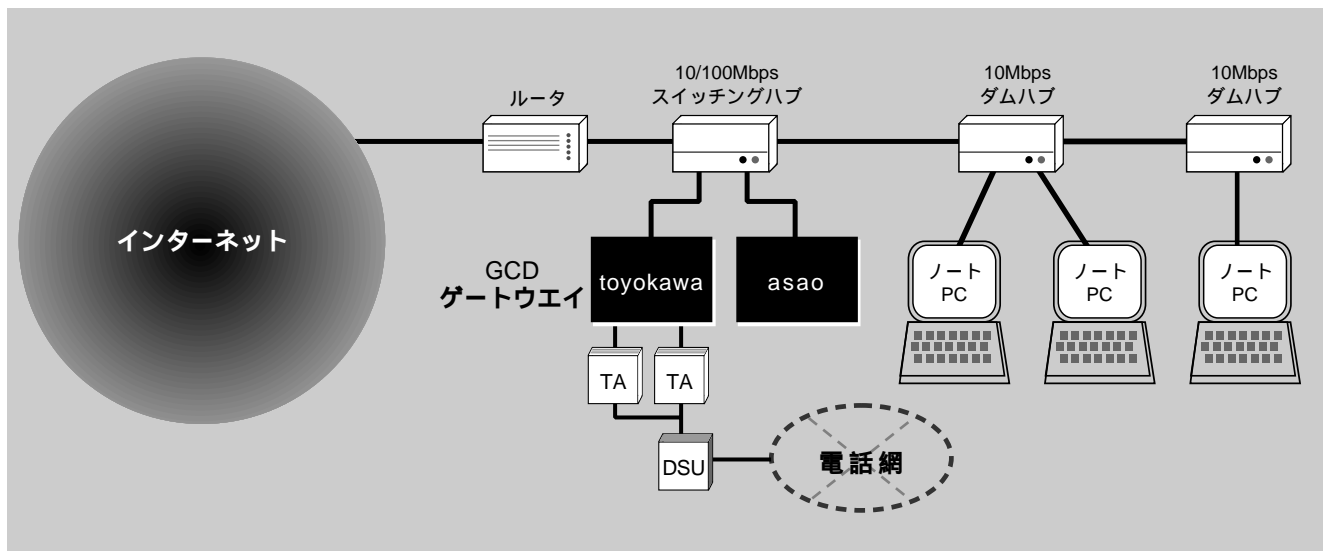 インターネット
ルータ
10/100Mbps
スイッチングハブ
10Mbps
ダムハブ
10Mbps
ダムハブ
GCD
ゲートウエイ
toyokawa
asao
ノート
PC
ノート
PC
ノート
PC
TA
TA
DSU
電話網